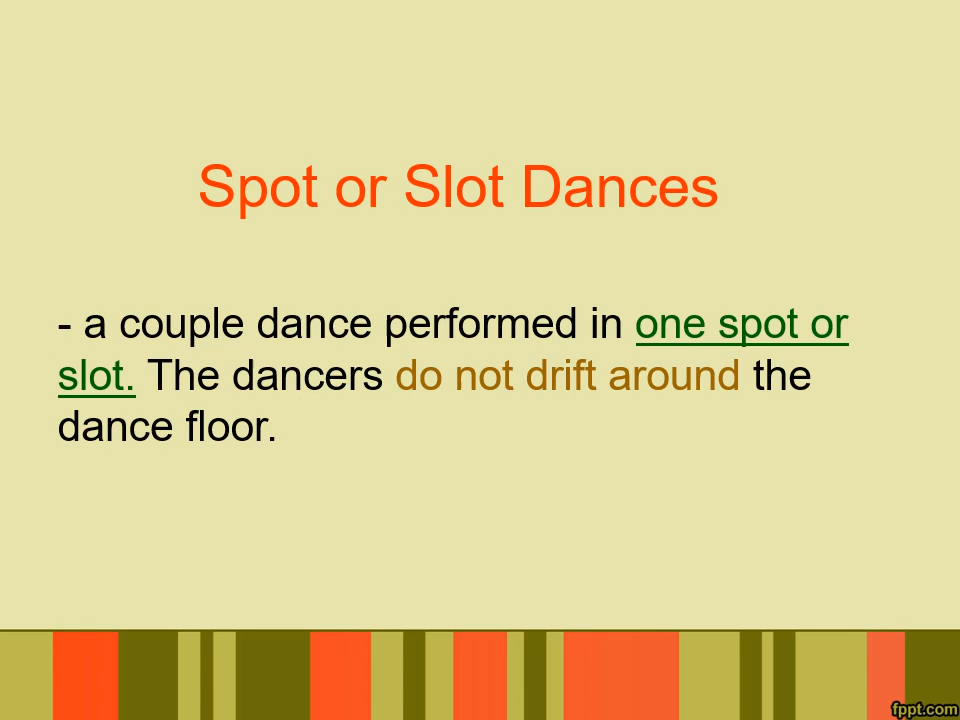 Spot or Slot Dances
- a couple dance performed in one spot or
slot. The dancers do not drift around the
dance floor.
fppt.com